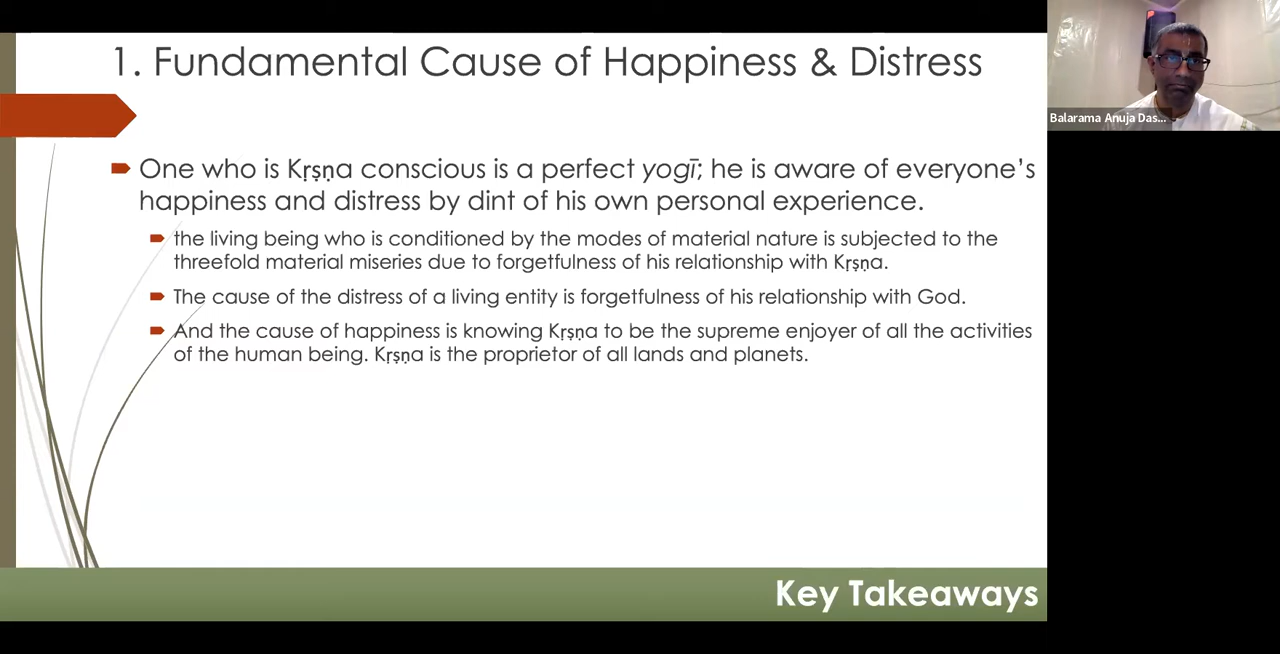 1. Fundamental Cause of Happiness & Distress
One who is Kṛṣṇa conscious is a perfect yogī; he is aware of everyone’s
happiness and distress by dint of his own personal experience.
the living being who is conditioned by the modes of material nature is subjected to the
threefold material miseries due to forgetfulness of his relationship with Kṛṣṇa.
The cause of the distress of a living entity is forgetfulness of his relationship with God.
And the cause of happiness is knowing Kṛṣṇa to be the supreme enjoyer of all the activities
of the human being. Kṛṣṇa is the proprietor of all lands and planets.
Key Takeaways
Balarama Anuja Das...